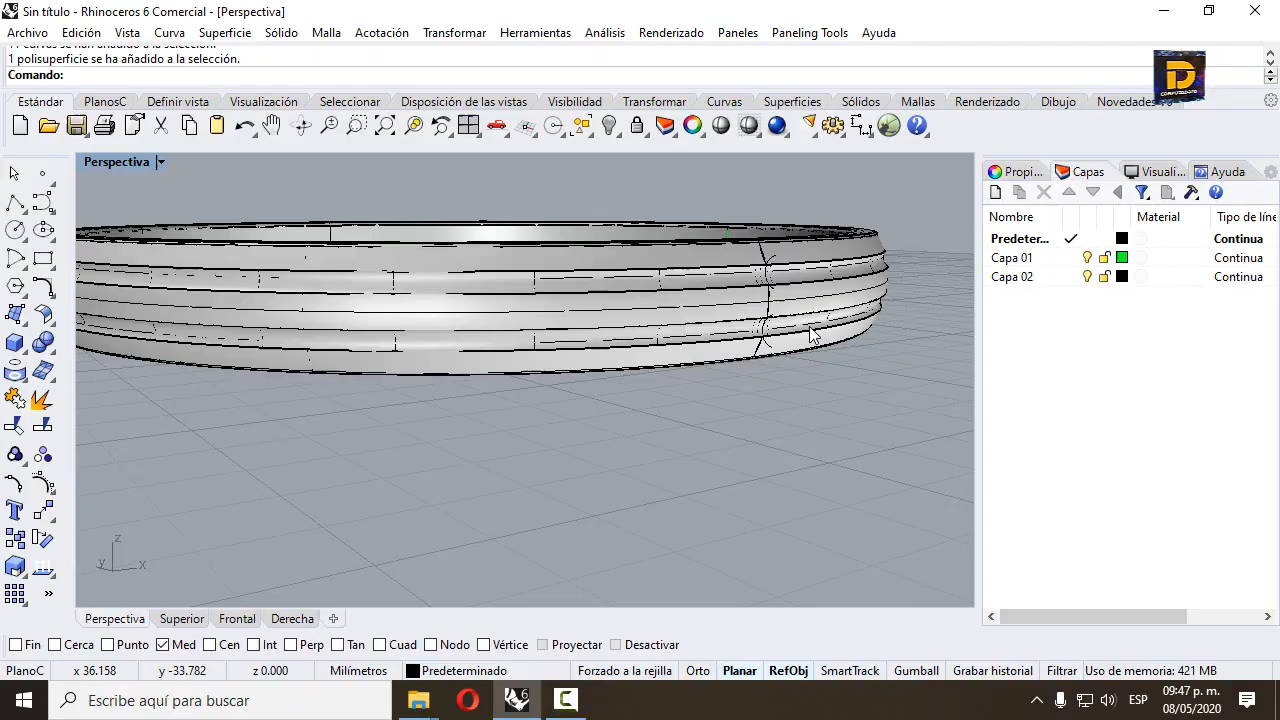 Sin título - Rhinoceros 6 Comercial - [Perspectiva]
Archivo Edición Vista Curva Superficie Sólido Malla Acotación Transformar Herramientas Análisis Renderizado Paneles Paneling Tools Ayuda
1 polisuperficie se ha añadido a la selección.
Comando:
D
COMPUTADORA
Estándar PlanosC Definir vista Visualización Seleccionar Disposición de las vistas Visibilidad Transformar Curvas Superficies Sólidos Mallas Renderizado Dibujo Novedades
Perspectiva
Propi... Capas Visuali... Ayuda
Nombre Material Tipo de líne
Predeter... Continua
Capa 01 Continua
Capa 02 Continua
z
y x
Perspectiva Superior Frontal Derecha
Fin Cerca Punto Med Cen Int Perp Tan Cuad Nodo Vértice Proyectar Desactivar
PlanoC x 36.158 y -33.782 z 0.000 Milímetros Predeterminado Forzado a la rejilla Orto Planar RefObj SmartTrack Gumball Grabar historial Filtrar Uso de memoria: 421 MB
Escribe aquí para buscar
ESP
09:47 p. m.
08/05/2020